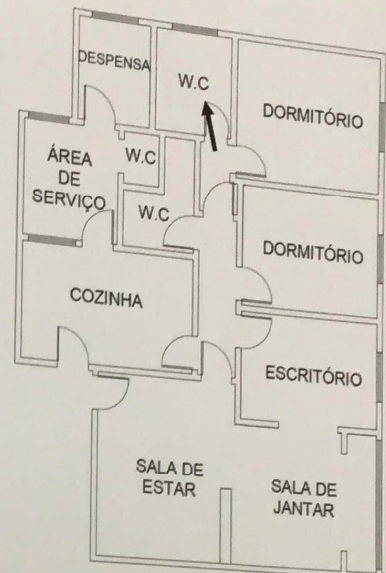 DESPENSA
W.C
DORMITÓRIO
ÁREA
DE
SERVIÇO
W.C
W.C
DORMITÓRIO
COZINHA
ESCRITÓRIO
SALA DE
ESTAR
SALA DE
JANTAR